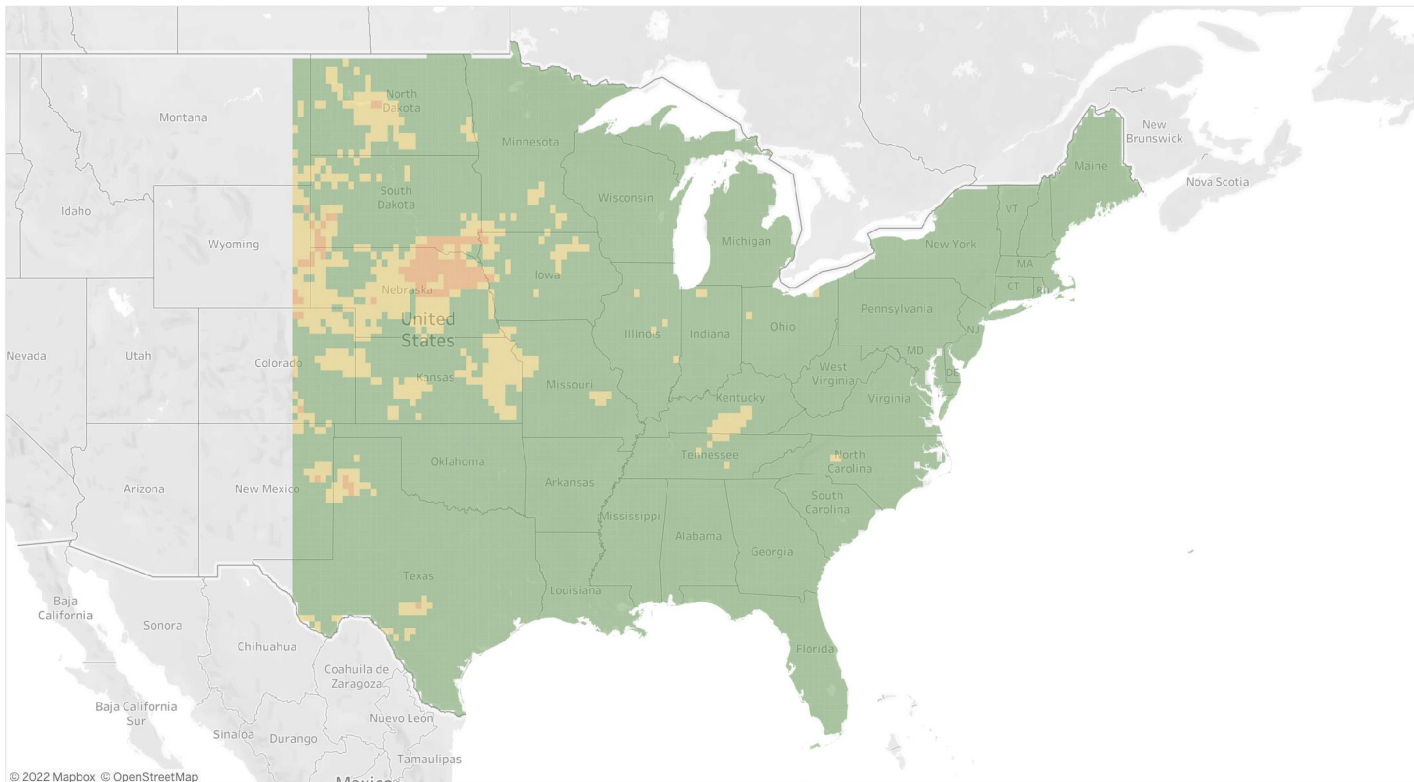 North
Dakota
Montana
New
Brunswick
Minnesota
Maine
Nova Scotia
South
Dakota
Idaho
Wisconsin
VT
Wyoming
Michigan
New York
MA
Iowa
CT
RI
Nebraska
Pennsylvania
United
States
Nevada
Utah
Colorado
Illinois
Indiana
Ohio
NJ
MD
West
Virginia
DE
Kansas
Missouri
Kentucky
Virginia
Oklahoma
Tennessee
North
Carolina
Arizona
New Mexico
Arkansas
South
Carolina
Mississippi
Alabama
Georgia
Texas
Louisiana
Baja
California
Sonora
Chihuahua
Florida
Coahuila de
Zaragoza
Baja California
Sur
Nuevo León
Sinaloa
Durango
Tamaulipas
© 2022 Mapbox © OpenStreetMap
México